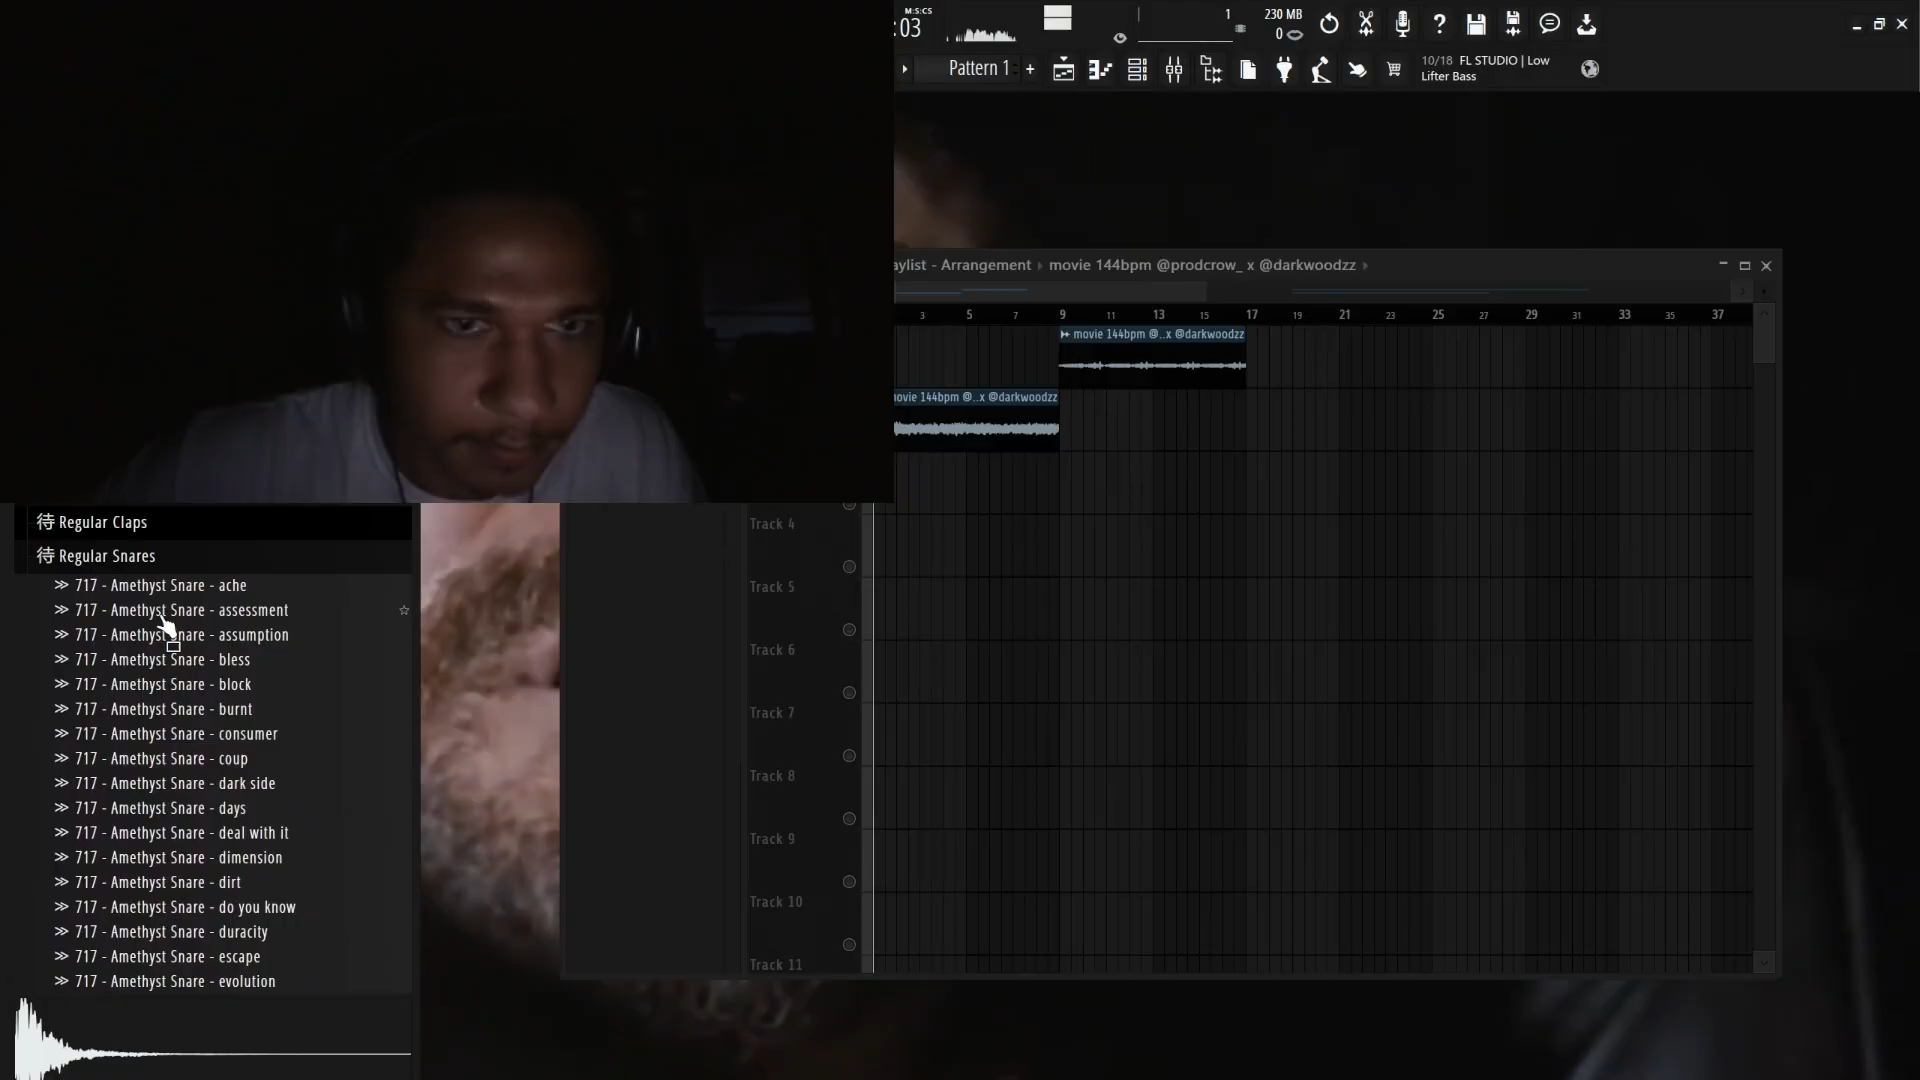 M:S:CS
:03
1
230 MB
0
Pattern 1
10/18 FL STUDIO | Low
Lifter Bass
aylist - Arrangement movie 144bpm @prodcrow_ x @darkwoodzz
3 5 7 9 11 13 15 17 19 21 23 25 27 29 31 33 35 37
movie 144bpm @..x @darkwoodzz
movie 144bpm @..x @darkwoodzz
Track 4
Track 5
Track 6
Track 7
Track 8
Track 9
Track 10
Track 11
待 Regular Claps
待 Regular Snares
717 - Amethyst Snare - ache
717 - Amethyst Snare - assessment
717 - Amethyst Snare - assumption
717 - Amethyst Snare - bless
717 - Amethyst Snare - block
717 - Amethyst Snare - burnt
717 - Amethyst Snare - consumer
717 - Amethyst Snare - coup
717 - Amethyst Snare - dark side
717 - Amethyst Snare - days
717 - Amethyst Snare - deal with it
717 - Amethyst Snare - dimension
717 - Amethyst Snare - dirt
717 - Amethyst Snare - do you know
717 - Amethyst Snare - duracity
717 - Amethyst Snare - escape
717 - Amethyst Snare - evolution